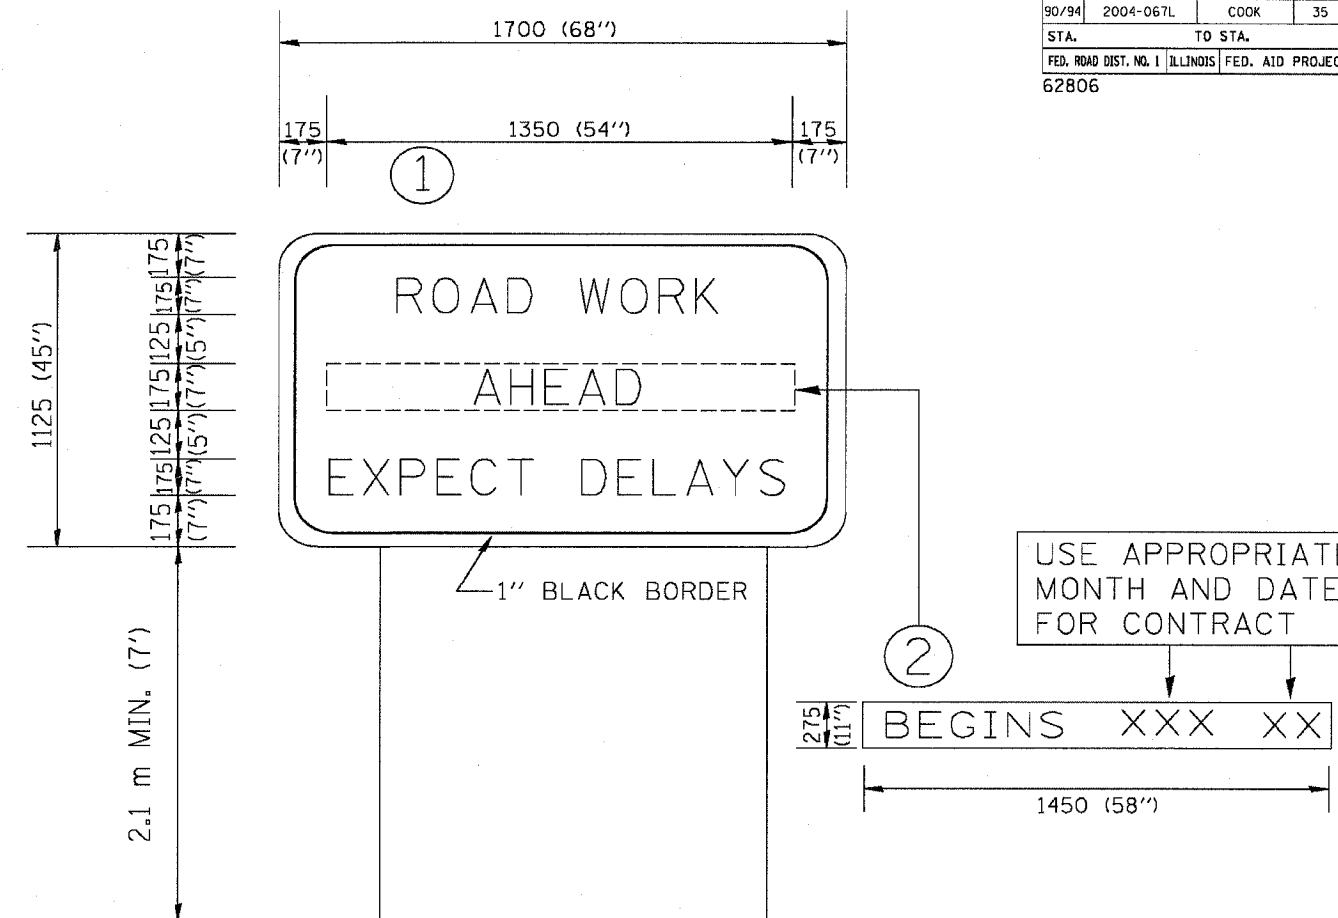 90/94 2004-067L COOK 35
STA. TO STA.
FED. ROAD DIST. NO. 1 ILLINOIS FED. AID PROJEC
62806
1700 (68'')
175 (7'')
1350 (54'')
175 (7'')
1
1125 (45'')
175 (7'')
175 (7'')
125 (5'')
175 (7'')
125 (5'')
175 (7'')
175 (7'')
ROAD WORK
AHEAD
EXPECT DELAYS
1'' BLACK BORDER
2.1 m MIN. (7')
USE APPROPRIATE
MONTH AND DATE
FOR CONTRACT
2
275 (11'')
BEGINS XXX XX
1450 (58'')